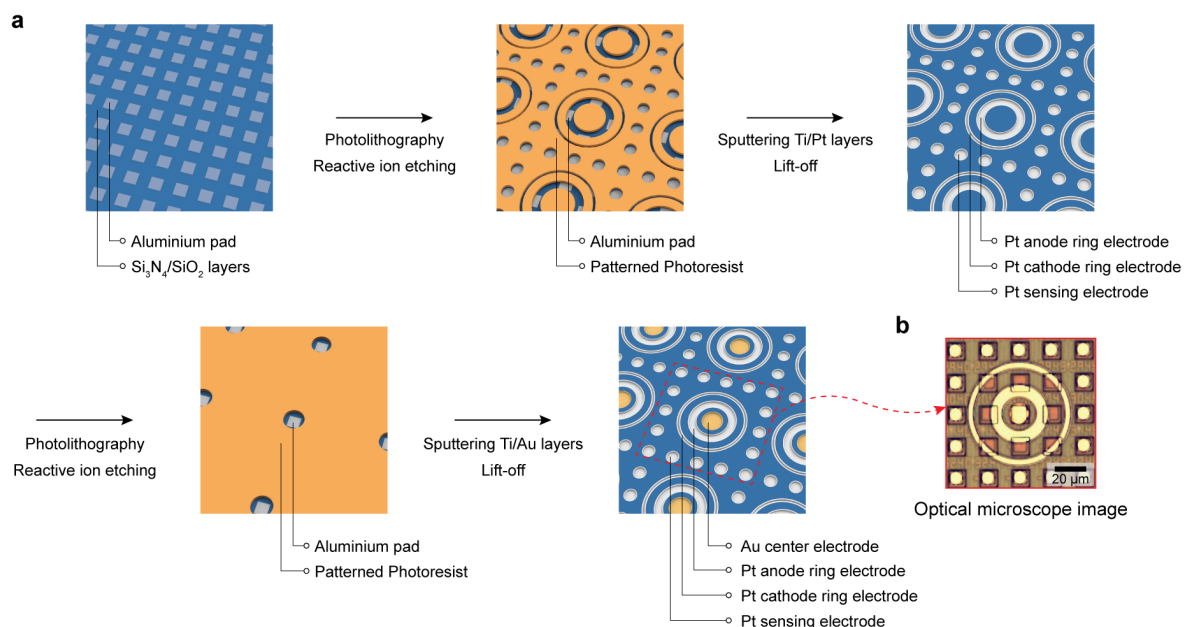 a
Photolithography
Reactive ion etching
Sputtering Ti/Pt layers
Lift-off
Aluminium pad
Si₃N₄/SiO₂ layers
Aluminium pad
Patterned Photoresist
Pt anode ring electrode
Pt cathode ring electrode
Pt sensing electrode
Photolithography
Reactive ion etching
Sputtering Ti/Au layers
Lift-off
Aluminium pad
Patterned Photoresist
Au center electrode
Pt anode ring electrode
Pt cathode ring electrode
Pt sensing electrode
b
20 µm
Optical microscope image